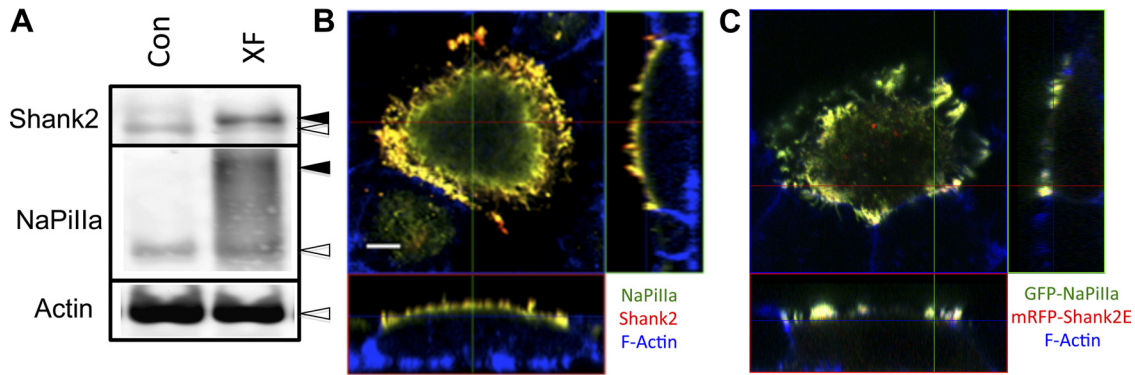 A
Con
XF
Shank2
NaPiIIa
Actin
B
NaPiIIa
Shank2
F-Actin
C
GFP-NaPiIIa
mRFP-Shank2E
F-Actin